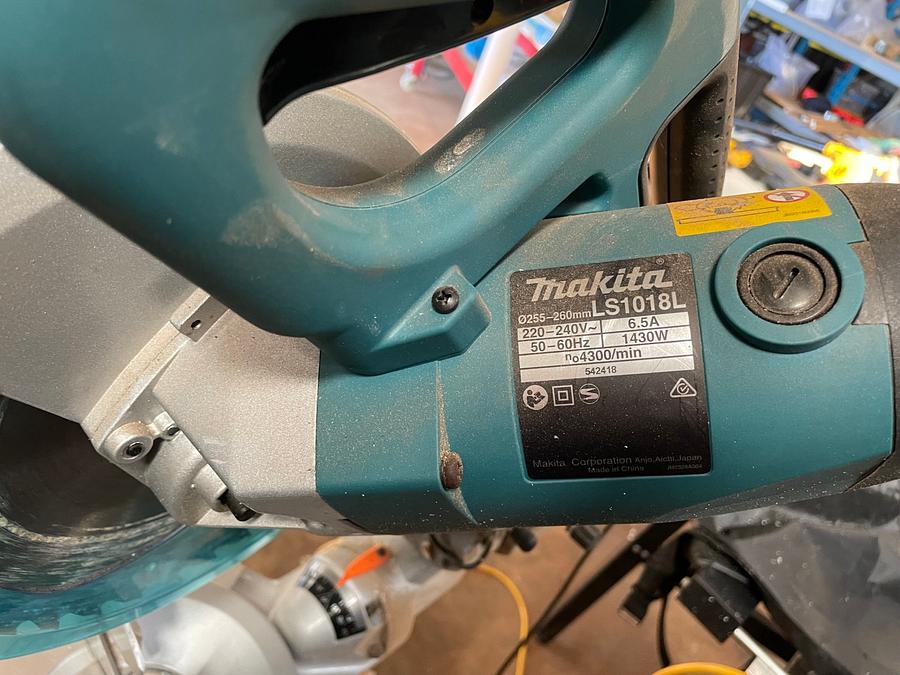 makita®
Ø255-260mm LS1018L
220-240V~ 6.5A
50-60Hz 1430W
n₀4300/min
542418
Makita Corporation Anjo, Aichi, Japan
Made in China